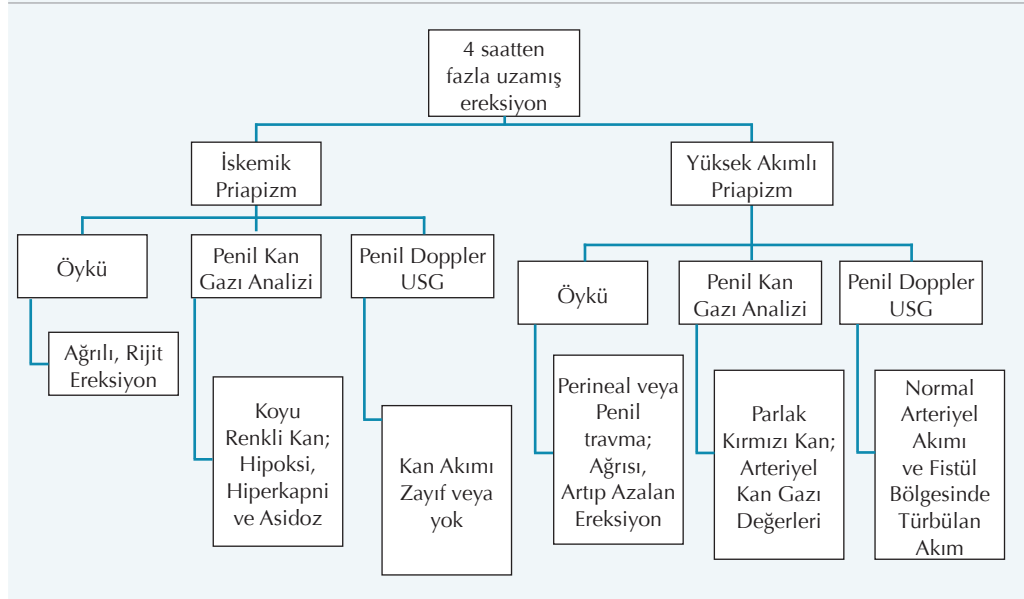 4 saatten
fazla uzamış
ereksiyon
İskemik
Priapizm
Yüksek Akımlı
Priapizm
Öykü
Penil Kan
Gazı Analizi
Penil Doppler
USG
Öykü
Penil Kan
Gazı Analizi
Penil Doppler
USG
Ağrılı, Rijit
Ereksiyon
Koyu
Renkli Kan;
Hipoksi,
Hiperkapni
ve Asidoz
Kan Akımı
Zayıf veya
yok
Perineal veya
Penil
travma;
Ağrısı,
Artıp Azalan
Ereksiyon
Parlak
Kırmızı Kan;
Arteriyel
Kan Gazı
Değerleri
Normal
Arteriyel
Akımı
ve Fistül
Bölgesinde
Türbülan
Akım